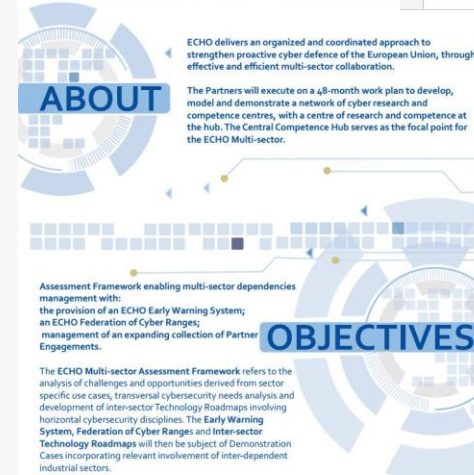 ECHO delivers an organized and coordinated approach to
strengthen proactive cyber defence of the European Union, through
effective and efficient multi-sector collaboration.
ABOUT
The Partners will execute on a 48-month work plan to develop,
model and demonstrate a network of cyber research and
competence centres, with a centre of research and competence at
the hub. The Central Competence Hub serves as the focal point for
the ECHO Multi-sector.
Assessment Framework enabling multi-sector dependencies
management with:
the provision of an ECHO Early Warning System;
an ECHO Federation of Cyber Ranges;
management of an expanding collection of Partner
Engagements.
OBJECTIVES
The ECHO Multi-sector Assessment Framework refers to the
analysis of challenges and opportunities derived from sector
specific use cases, transversal cybersecurity needs analysis and
development of inter-sector Technology Roadmaps involving
horizontal cybersecurity disciplines. The Early Warning
System, Federation of Cyber Ranges and Inter-sector
Technology Roadmaps will then be subject of Demonstration
Cases incorporating relevant involvement of inter-dependent
industrial sectors.